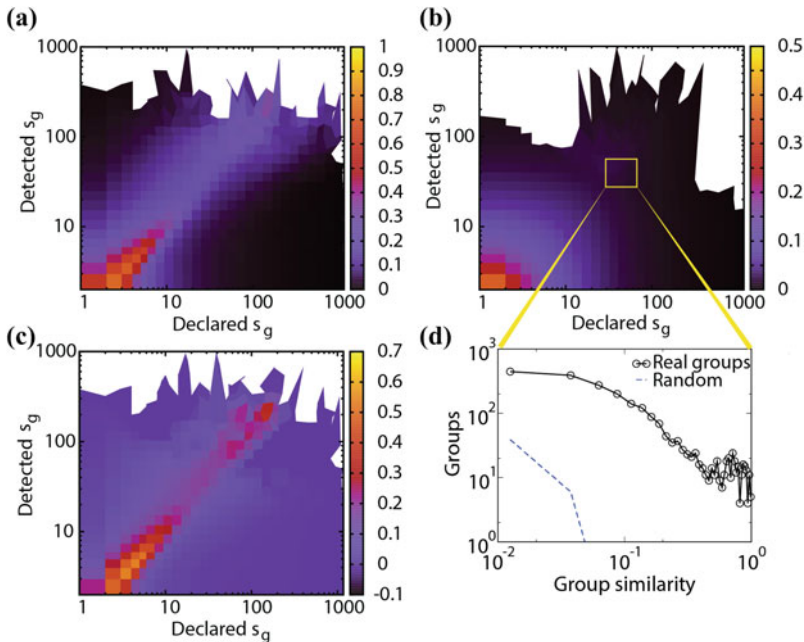 (a)
1000
100
10
Detected s_g
1 10 100 1000
Declared s_g
1
0.9
0.8
0.7
0.6
0.5
0.4
0.3
0.2
0.1
0
(b)
1000
100
10
Detected s_g
1 10 100 1000
Declared s_g
0.5
0.4
0.3
0.2
0.1
0
(c)
1000
100
10
Detected s_g
1 10 100 1000
Declared s_g
0.7
0.6
0.5
0.4
0.3
0.2
0.1
0
-0.1
(d)
Real groups
Random
10^3
10^2
10^1
10^0
Groups
10^-2 10^-1 10^0
Group similarity